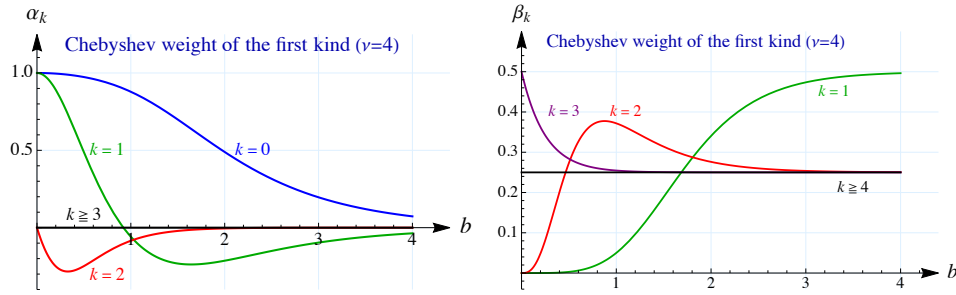 α_k
Chebyshev weight of the first kind (ν=4)
1.0
k = 1
k = 0
0.5
k ≧ 3
b
1
2
3
4
k = 2
β_k
Chebyshev weight of the first kind (ν=4)
0.5
k = 1
0.4
k = 3
k = 2
0.3
k ≧ 4
0.2
0.1
b
1
2
3
4